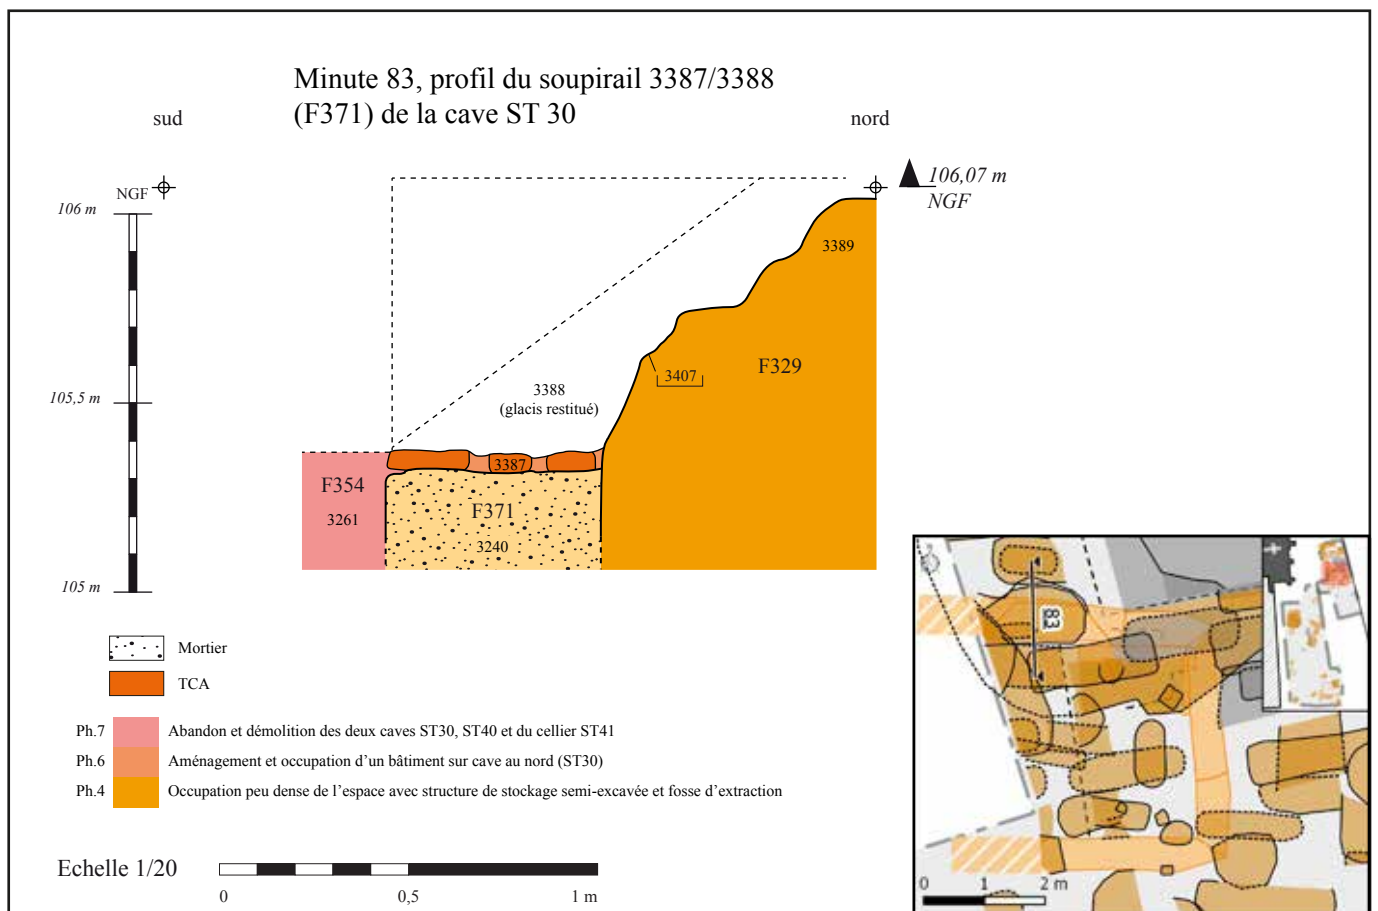 Minute 83, profil du soupirail 3387/3388
(F371) de la cave ST 30
sud
nord
NGF
106,07 m
NGF
106 m
3389
F329
3407
3388
(glacis restitué)
105,5 m
3387
F354
F371
3261
3240
105 m
Mortier
TCA
Ph.7 Abandon et démolition des deux caves ST30, ST40 et du cellier ST41
Ph.6 Aménagement et occupation d'un bâtiment sur cave au nord (ST30)
Ph.4 Occupation peu dense de l'espace avec structure de stockage semi-excavée et fosse d'extraction
Echelle 1/20
0 0,5 1 m
83
0 1 2 m